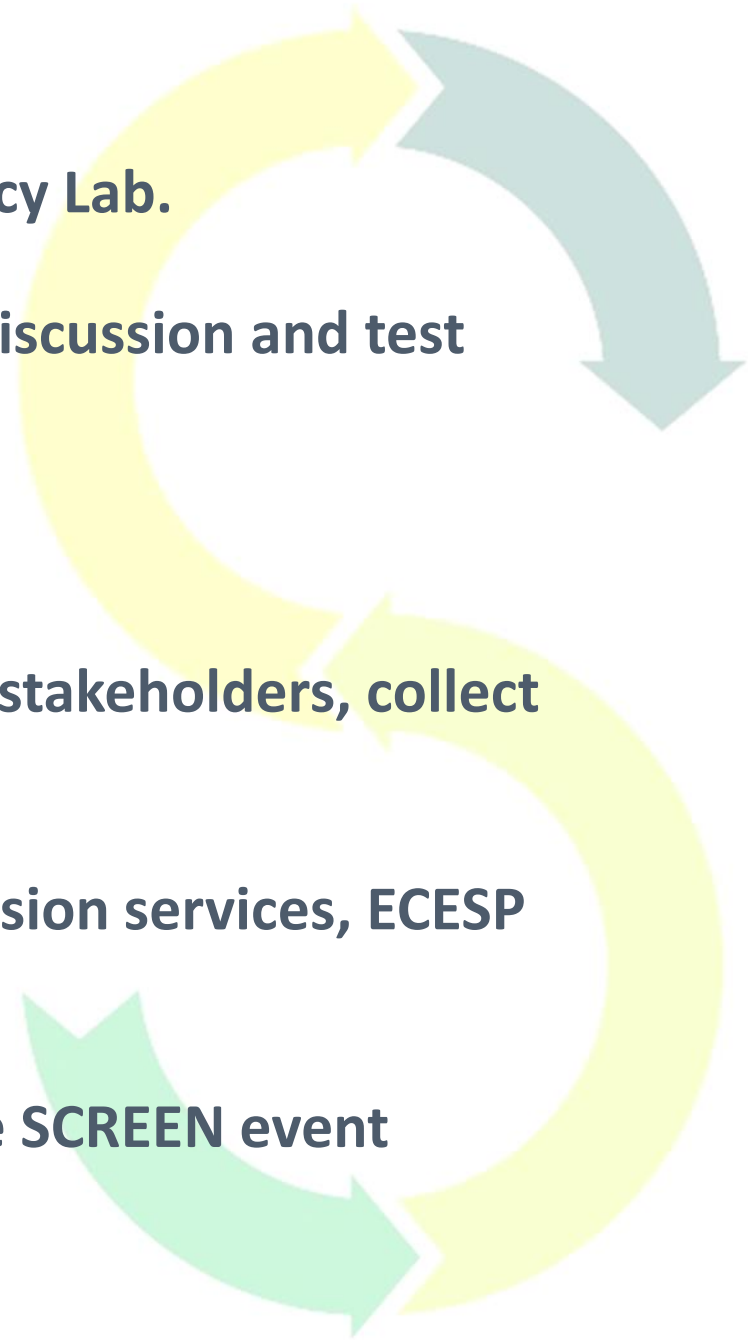 cy Lab.
iscussion and test
stakeholders, collect
sion services, ECESP
e SCREEN event